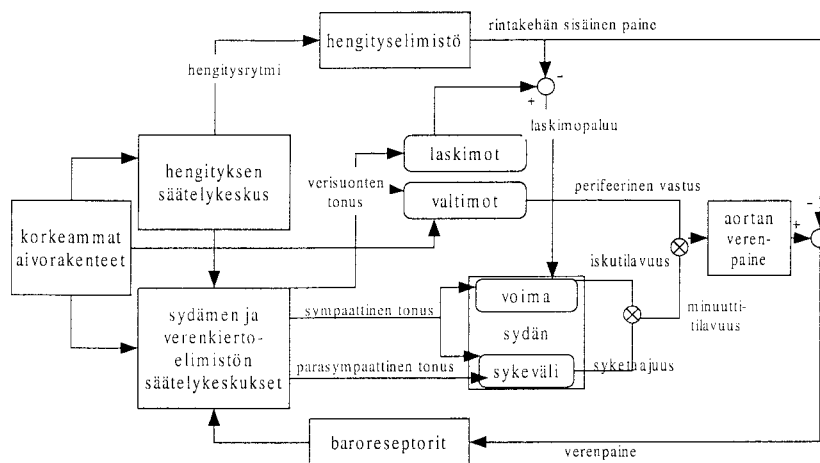 hengityselimistö
rintakehän sisäinen paine
hengitysrytmi
-
+
laskimopaluu
hengityksen
säätelykeskus
laskimot
verisuonten
tonus
valtimot
perifeerinen vastus
korkeammat
aivorakenteet
aortan
veren-
paine
-
+
iskutilavuus
sydämen ja
verenkierto-
elimistön
säätelykeskukset
sympaattinen tonus
voima
sydän
minuutti-
tilavuus
parasympaattinen tonus
sykeväli
syketaajuus
baroreseptorit
verenpaine